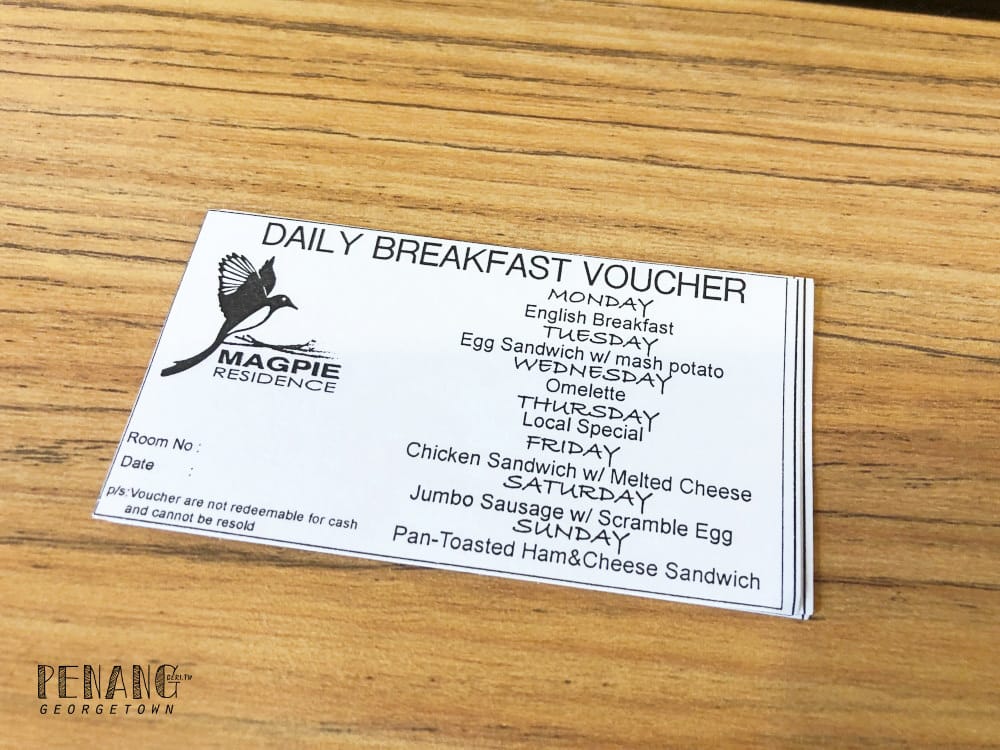 DAILY BREAKFAST VOUCHER
MAGPIE
RESIDENCE
Room No :
Date :
p/s:Voucher are not redeemable for cash
and cannot be resold
MONDAY
English Breakfast
TUESDAY
Egg Sandwich w/ mash potato
WEDNESDAY
Omelette
THURSDAY
Local Special
FRIDAY
Chicken Sandwich w/ Melted Cheese
SATURDAY
Jumbo Sausage w/ Scramble Egg
SUNDAY
Pan-Toasted Ham&Cheese Sandwich
PENANG
GERI.TW
GEORGETOWN